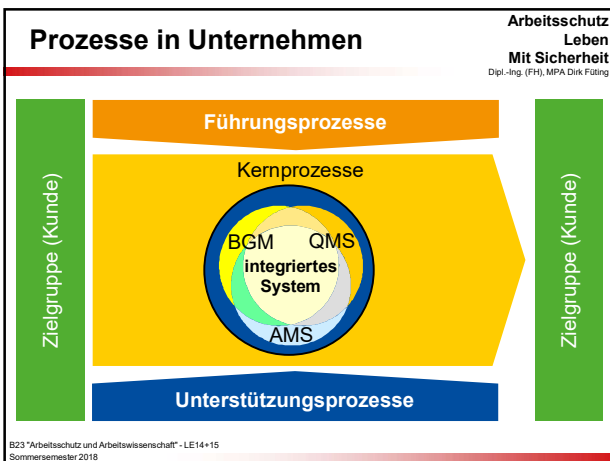 Prozesse in Unternehmen
Arbeitsschutz
Leben
Mit Sicherheit
Dipl.-Ing. (FH), MPA Dirk Füting
Zielgruppe (Kunde)
Führungsprozesse
Kernprozesse
BGM QMS
integriertes
System
AMS
Unterstützungsprozesse
Zielgruppe (Kunde)
B23 "Arbeitsschutz und Arbeitswissenschaft" - LE14+15
Sommersemester 2018